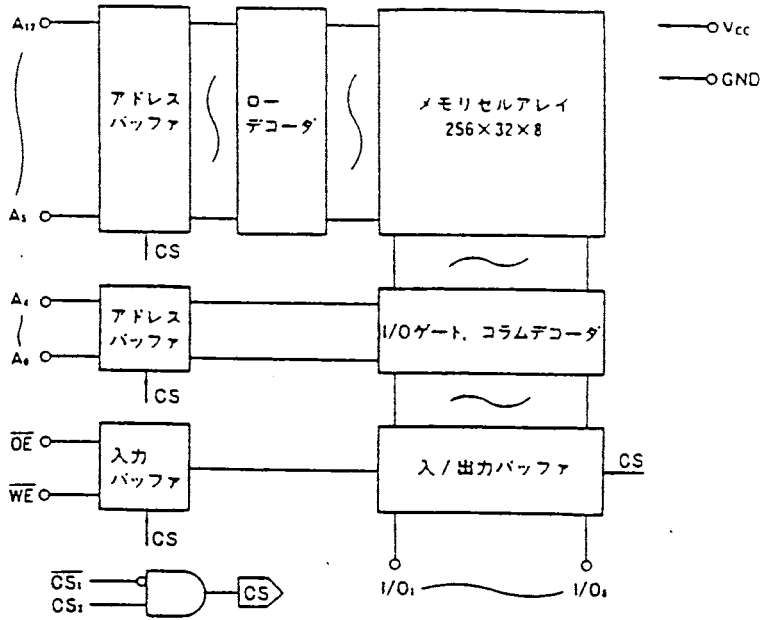 A₁₂
アドレス
バッファ
ロー
デコーダ
メモリセルアレイ
256×32×8
Vcc
GND
A₅
CS
A₄
アドレス
バッファ
I/Oゲート, コラムデコーダ
A₀
CS
O̅E̅
入力
バッファ
入/出力バッファ
CS
W̅E̅
CS
C̅S̅₁
CS₂
CS
I/O₁
I/O₈